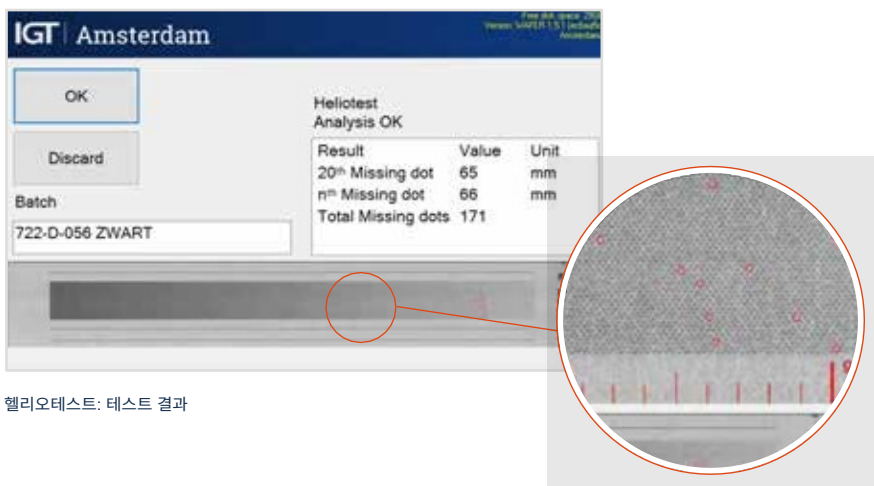 IGT Amsterdam
OK
Discard
Batch
722-D-056 ZWART
Heliotest
Analysis OK
Result Value Unit
20th Missing dot 65 mm
nth Missing dot 66 mm
Total Missing dots 171
헬리오테스트: 테스트 결과